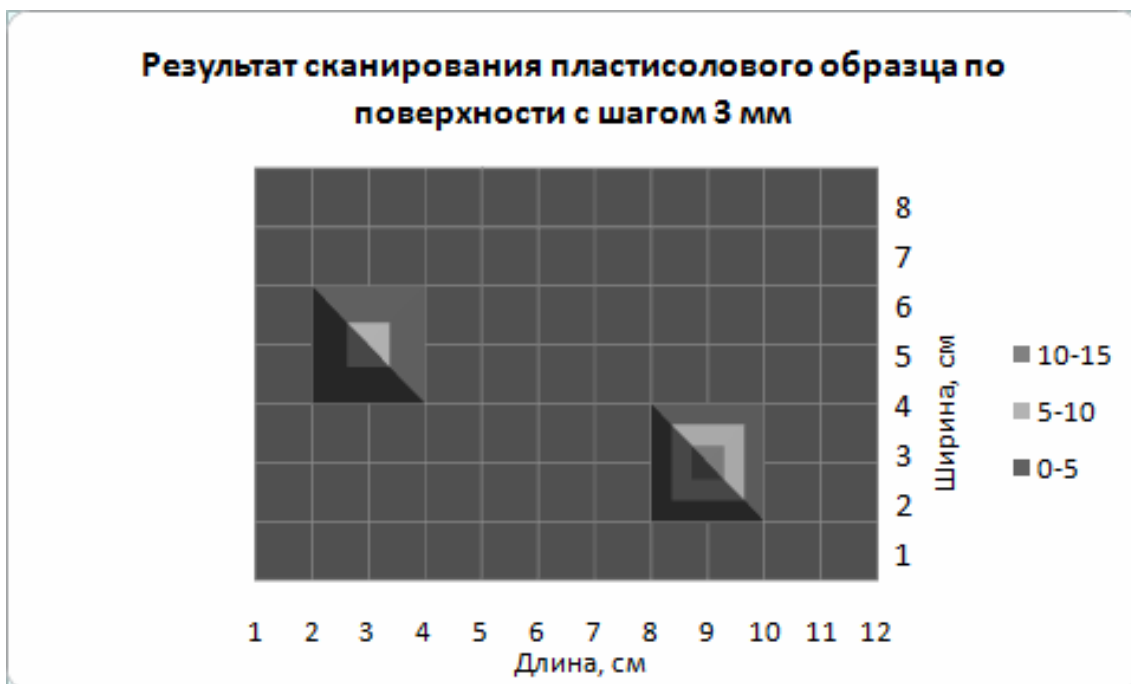 Результат сканирования пластисолового образца по
поверхности с шагом 3 мм
8
7
6
5
4
3
2
1
Ширина, см
10-15
5-10
0-5
1 2 3 4 5 6 7 8 9 10 11 12
Длина, см